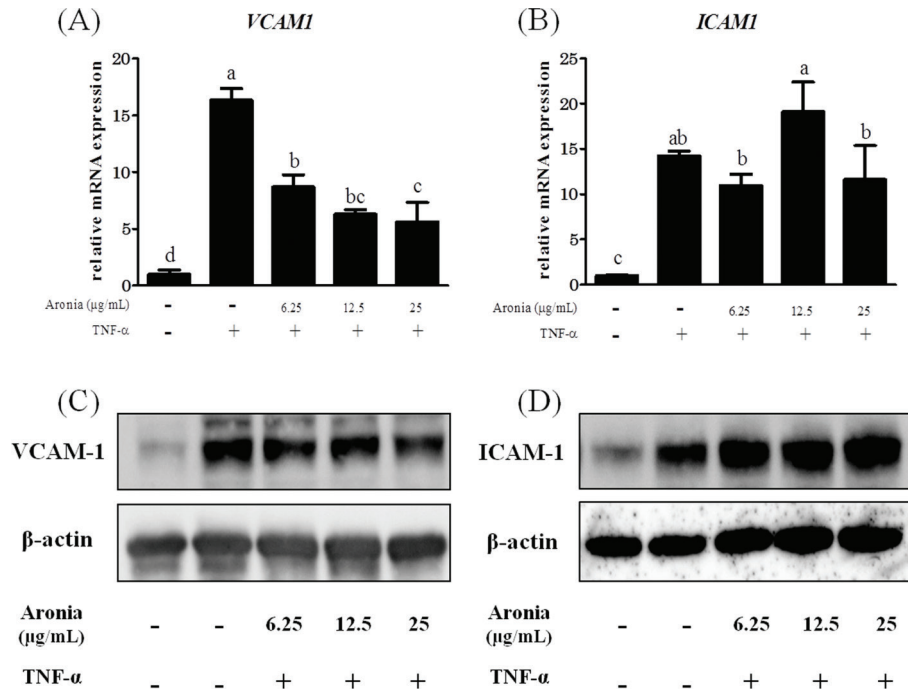 (A)
VCAM1
relative mRNA expression
20
15
10
5
0
d
a
b
bc
c
Aronia (µg/mL) - - 6.25 12.5 25
TNF-α - + + + +
(B)
ICAM1
relative mRNA expression
25
20
15
10
5
0
c
ab
b
a
b
Aronia (µg/mL) - - 6.25 12.5 25
TNF-α - + + + +
(C)
VCAM-1
β-actin
Aronia
(µg/mL) - - 6.25 12.5 25
TNF-α - - + + +
(D)
ICAM-1
β-actin
Aronia
(µg/mL) - - 6.25 12.5 25
TNF-α - - + + +